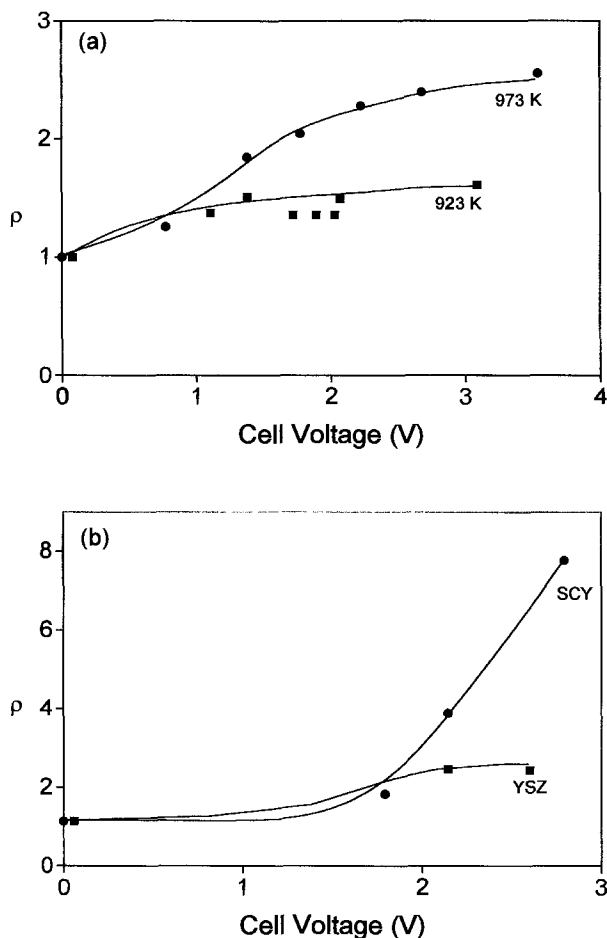 (a)
3
2
1
0
ρ
973 K
923 K
0 1 2 3 4
Cell Voltage (V)
(b)
8
6
4
2
0
ρ
SCY
YSZ
0 1 2 3
Cell Voltage (V)